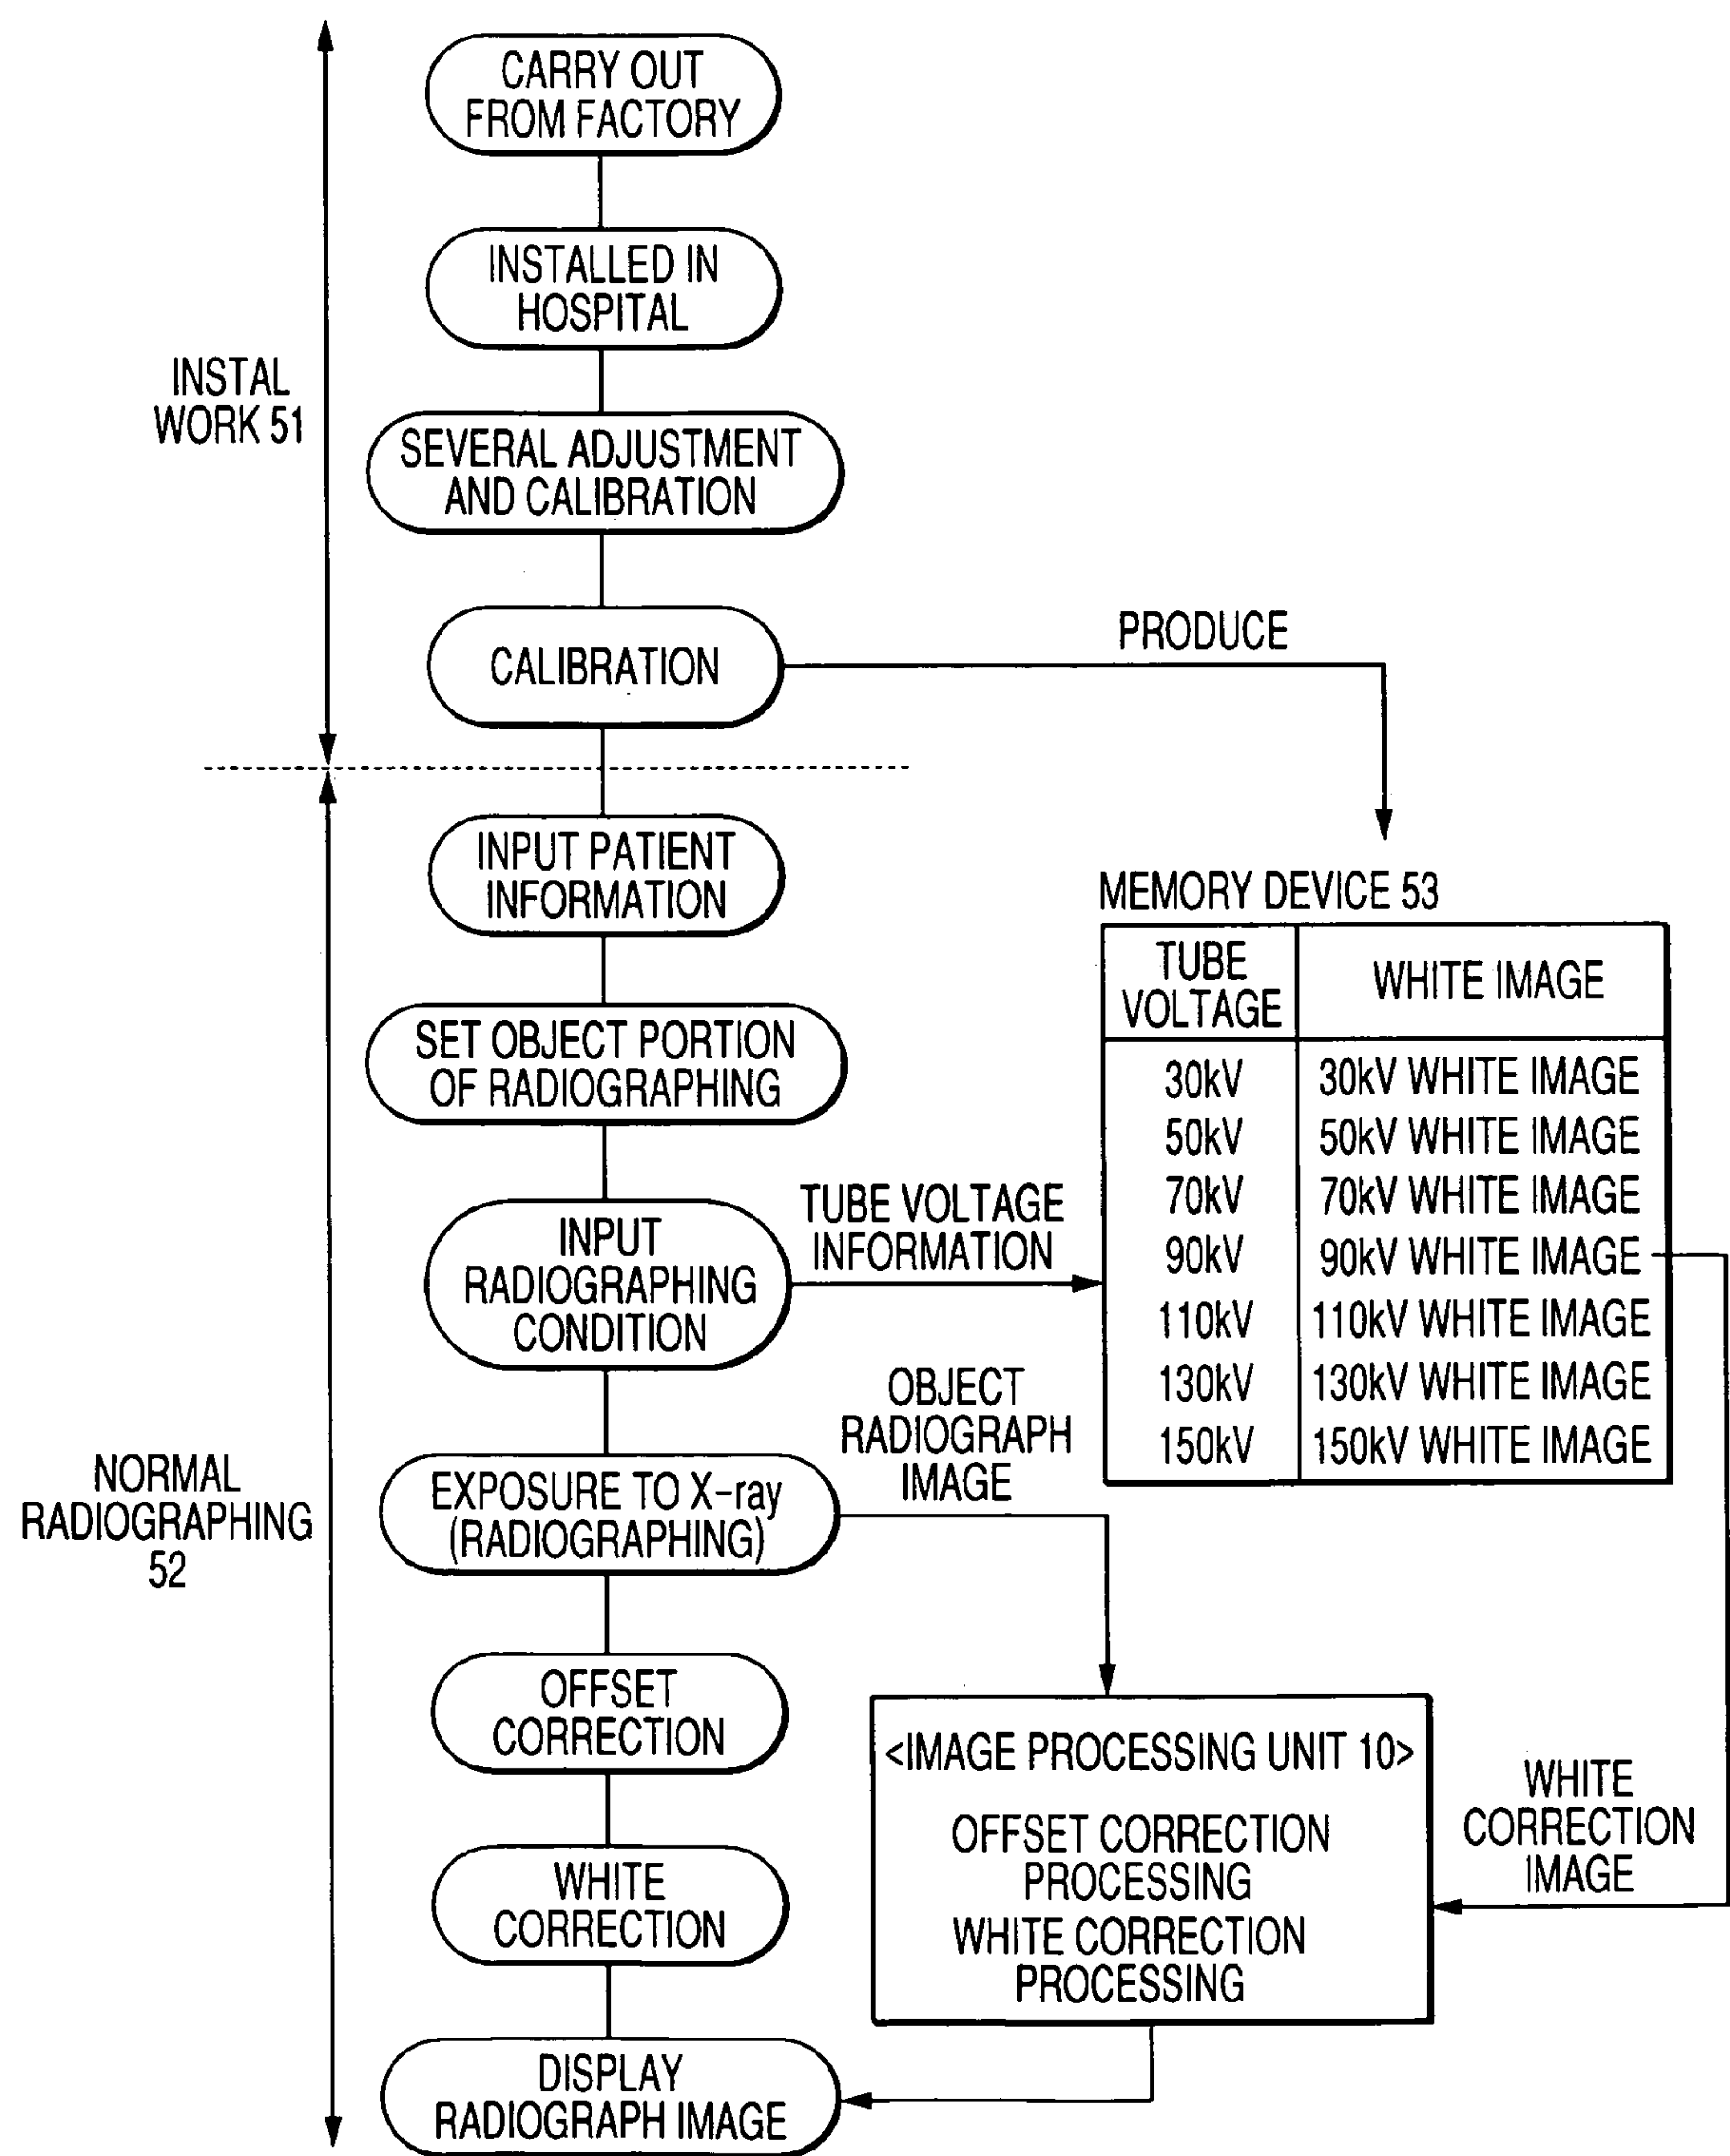 CARRY OUT
FROM FACTORY
INSTALLED IN
HOSPITAL
INSTAL
WORK 51
SEVERAL ADJUSTMENT
AND CALIBRATION
CALIBRATION
PRODUCE
INPUT PATIENT
INFORMATION
MEMORY DEVICE 53
TUBE
VOLTAGE
WHITE IMAGE
30kV 30kV WHITE IMAGE
50kV 50kV WHITE IMAGE
70kV 70kV WHITE IMAGE
90kV 90kV WHITE IMAGE
110kV 110kV WHITE IMAGE
130kV 130kV WHITE IMAGE
150kV 150kV WHITE IMAGE
SET OBJECT PORTION
OF RADIOGRAPHING
INPUT
RADIOGRAPHING
CONDITION
TUBE VOLTAGE
INFORMATION
OBJECT
RADIOGRAPH
IMAGE
NORMAL
RADIOGRAPHING
52
EXPOSURE TO X-ray
(RADIOGRAPHING)
OFFSET
CORRECTION
<IMAGE PROCESSING UNIT 10>
OFFSET CORRECTION
PROCESSING
WHITE CORRECTION
PROCESSING
WHITE
CORRECTION
IMAGE
WHITE
CORRECTION
DISPLAY
RADIOGRAPH IMAGE